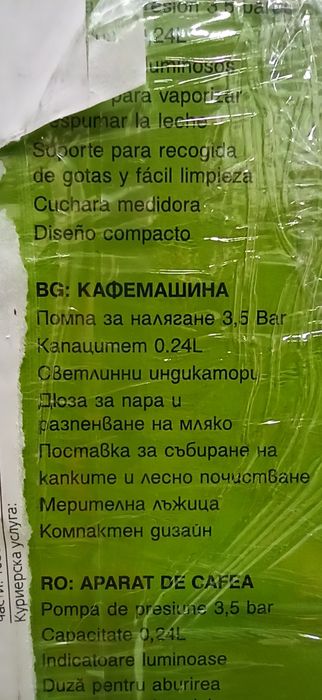 esión 3,5 bar
0,24L
uminosos
para vaporizar
espumar la leche
Soporte para recogida
de gotas y fácil limpieza
Cuchara medidora
Diseño compacto
BG: КАФЕМАШИНА
Помпа за налягане 3,5 Bar
Капацитет 0.24L
Светлинни индикатори
Дюза за пара и
разпенване на мляко
Поставка за събиране на
капките и лесно почистване
Мерителна лъжица
Компактен дизайн
RO: APARAT DE CAFEA
Pompă de presiune 3,5 bar
Capacitate 0,24L
Indicatoare luminoase
Duză pentru aburirea
Куриерска услуга: